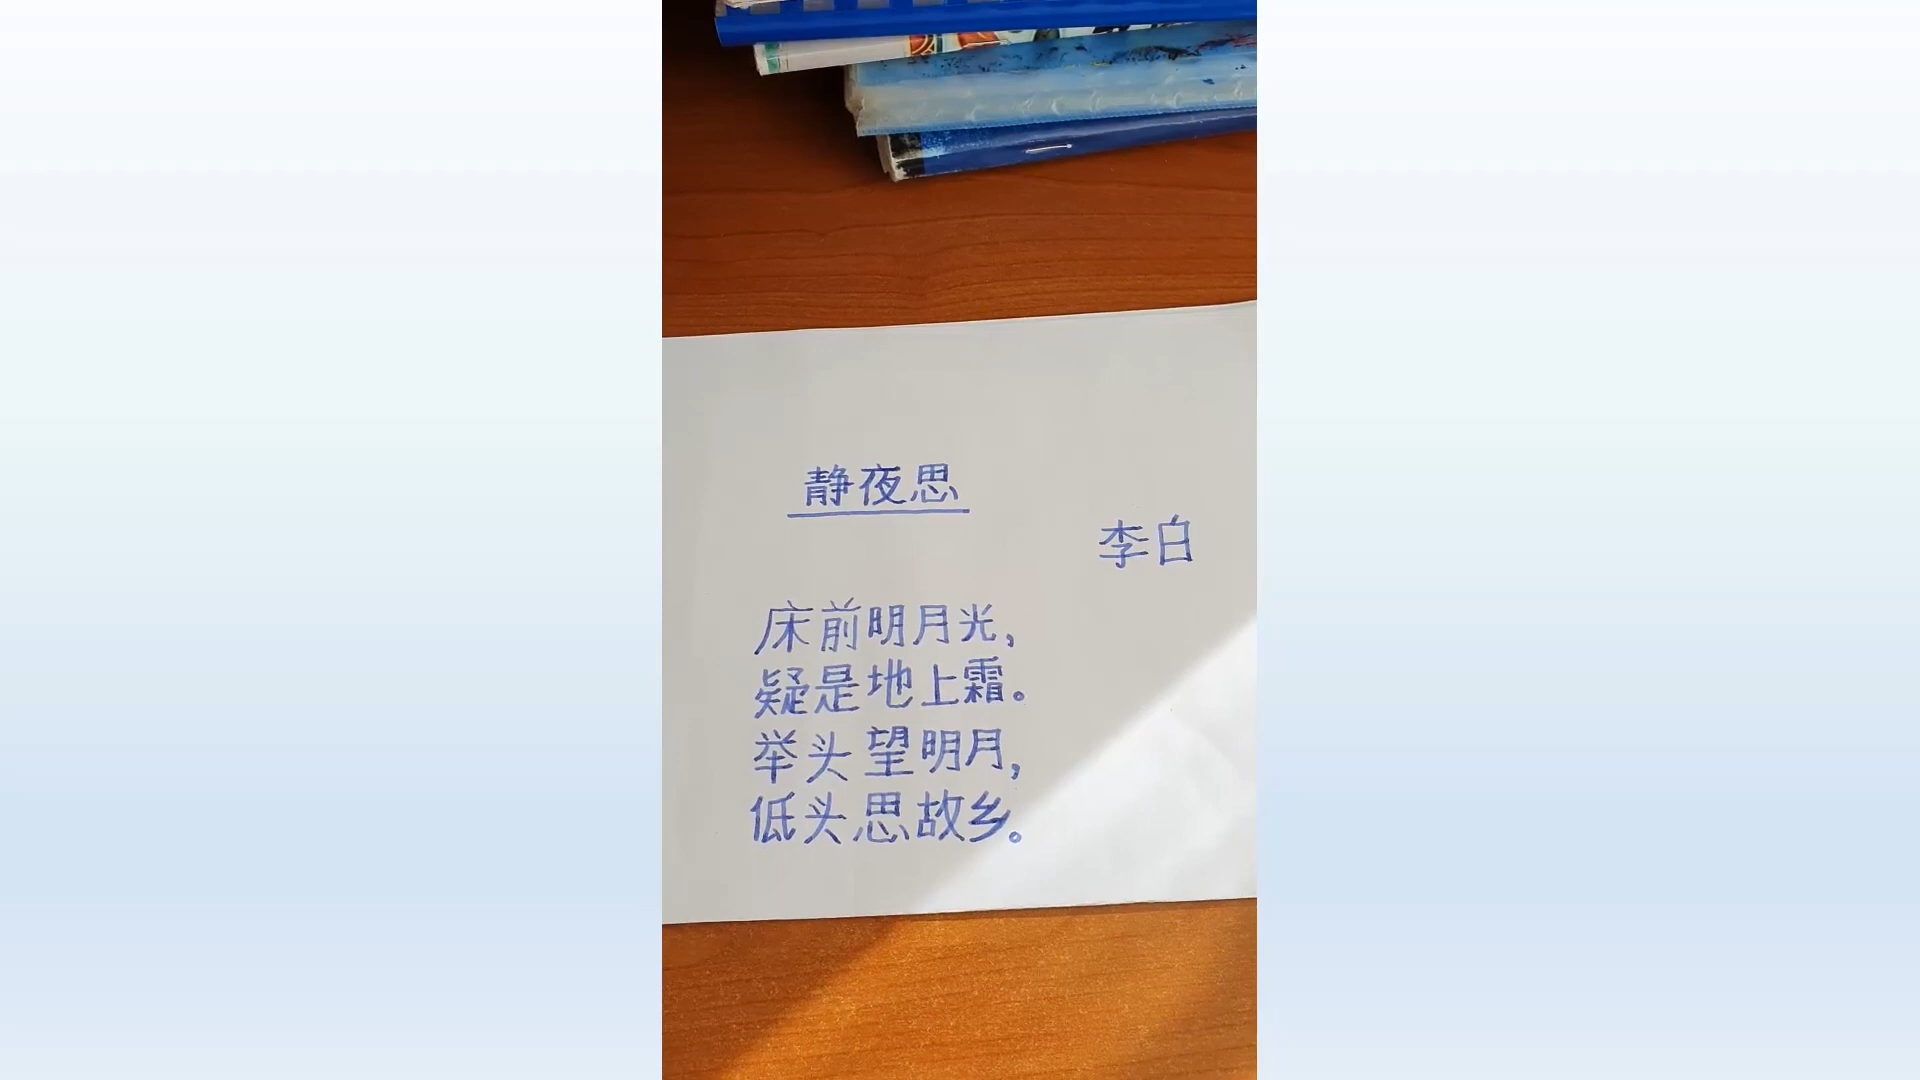 静夜思
李白
床前明月光，
疑是地上霜。
举头望明月，
低头思故乡。